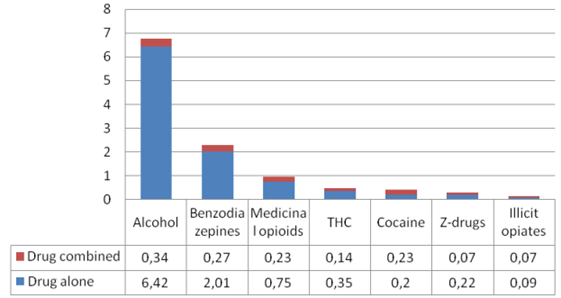 8
7
6
5
4
3
2
1
0
Alcohol Benzodia Medicina THC Cocaine Z-drugs Illicit
zepines l opioids opiates
Drug combined 0,34 0,27 0,23 0,14 0,23 0,07 0,07
Drug alone 6,42 2,01 0,75 0,35 0,2 0,22 0,09